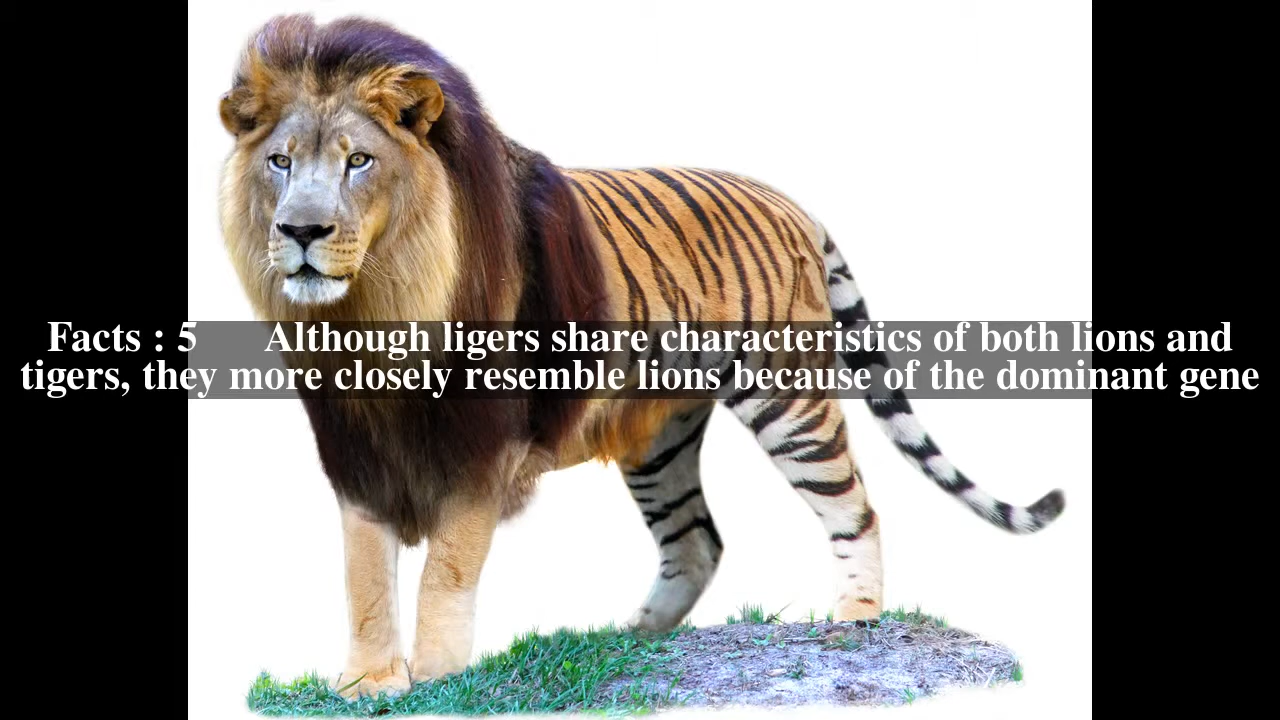 Facts : 5 Although ligers share characteristics of both lions and
tigers, they more closely resemble lions because of the dominant gene